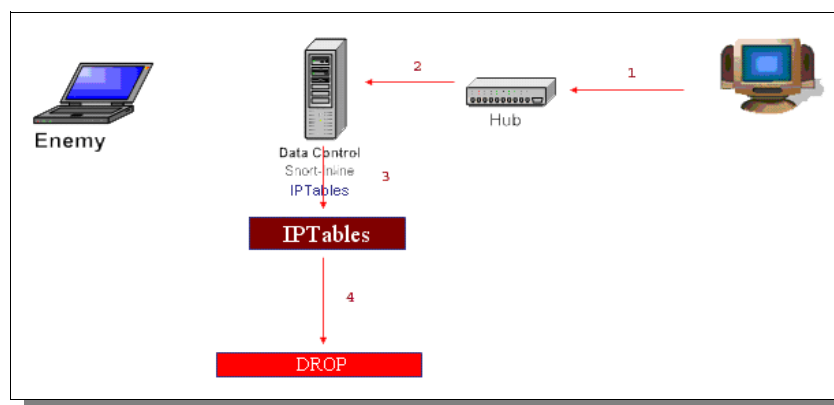 2
1
Enemy
Hub
Data Control
Snort-Inline
IPTables
3
IPTables
4
DROP